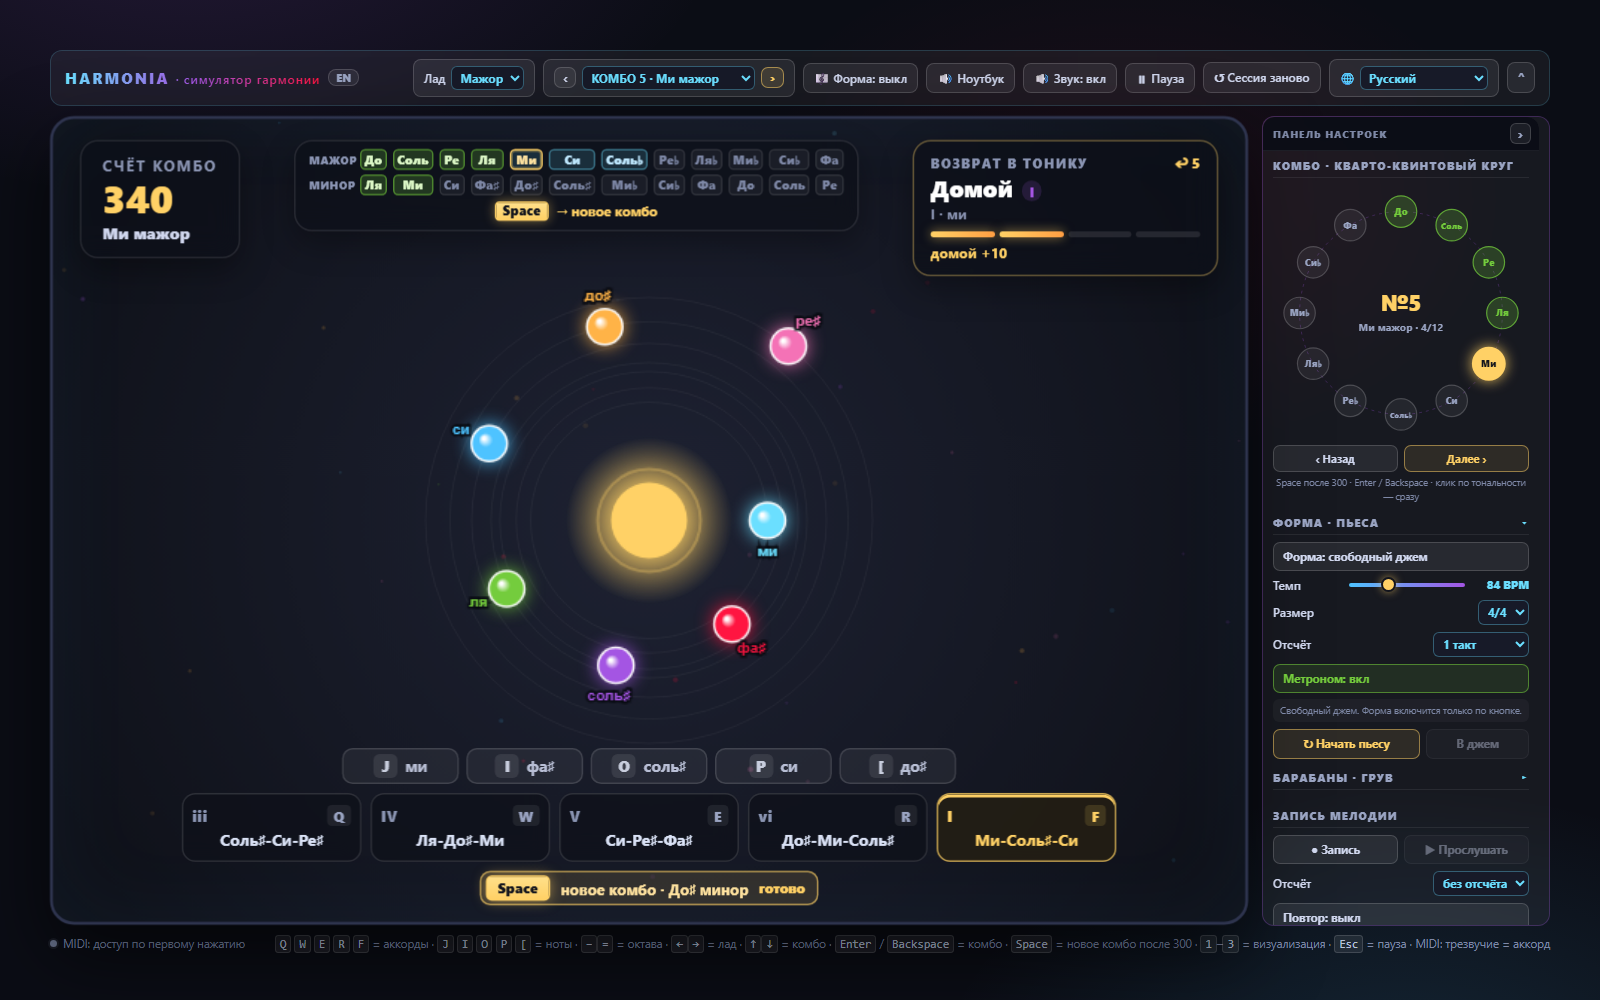 HARMONIA · симулятор гармонии EN
Лад Мажор ‹ КОМБО 5 · Ми мажор › Форма: выкл Ноутбук Звук: вкл Пауза ↺ Сессия заново Русский ^
СЧЁТ КОМБО
340
Ми мажор
МАЖОР До Соль Ре Ля Ми Си Соль♭ Ре♭ Ля♭ Ми♭ Си♭ Фа
МИНОР Ля Ми Си Фа♯ До♯ Соль♯ Ми♭ Си♭ Фа До Соль Ре
Space → новое комбо
ВОЗВРАТ В ТОНИКУ ↩ 5
Домой I
I · ми
домой +10
до♯
ре♯
си
ми
ля
фа♯
соль♯
J ми I фа♯ O соль♯ P си [ до♯
iii Q IV W V E vi R I F
Соль♯-Си-Ре♯ Ля-До♯-Ми Си-Ре♯-Фа♯ До♯-Ми-Соль♯ Ми-Соль♯-Си
Space новое комбо · До♯ минор готово
ПАНЕЛЬ НАСТРОЕК ›
КОМБО · КВАРТО-КВИНТОВЫЙ КРУГ
До
Фа Соль
Си♭ Ре
№5
Ми♭ Ля
Ми мажор · 4/12
Ля♭ Ми
Ре♭ Си
Соль♭
‹ Назад Далее ›
Space после 300 · Enter / Backspace · клик по тональности
— сразу
ФОРМА · ПЬЕСА
Форма: свободный джем
Темп 84 BPM
Размер 4/4
Отсчёт 1 такт
Метроном: вкл
Свободный джем. Форма включится только по кнопке.
↻ Начать пьесу В джем
БАРАБАНЫ · ГРУВ
ЗАПИСЬ МЕЛОДИИ
● Запись ▶ Прослушать
Отсчёт без отсчёта
Повтор: выкл
MIDI: доступ по первому нажатию Q W E R F = аккорды · J I O P [ = ноты · − = = октава · ← → = лад · ↑ ↓ = комбо · Enter / Backspace = комбо · Space = новое комбо после 300 · 1–3 = визуализация · Esc = пауза · MIDI: трезвучие = аккорд